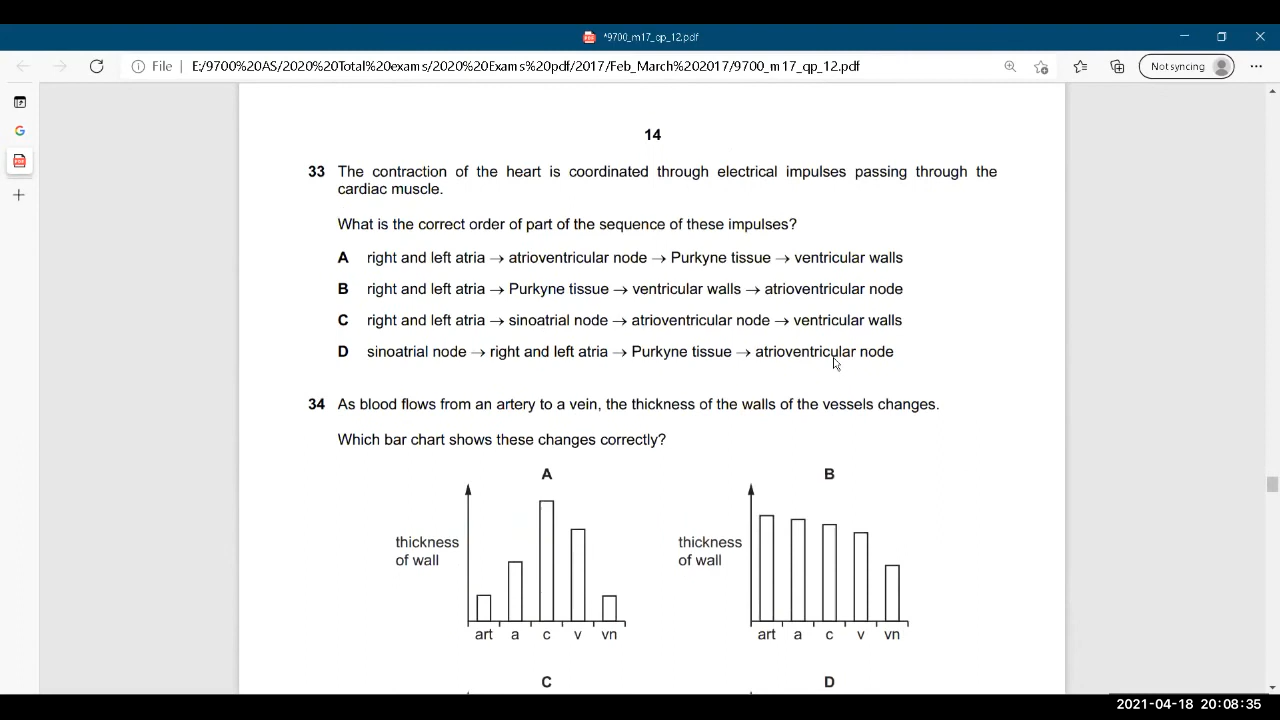 *9700_m17_qp_12.pdf
File | E:/9700%20AS/2020%20Total%20exams/2020%20Exams%20pdf/2017/Feb_March%202017/9700_m17_qp_12.pdf
Not syncing
14
33 The contraction of the heart is coordinated through electrical impulses passing through the
cardiac muscle.
What is the correct order of part of the sequence of these impulses?
A right and left atria → atrioventricular node → Purkyne tissue → ventricular walls
B right and left atria → Purkyne tissue → ventricular walls → atrioventricular node
C right and left atria → sinoatrial node → atrioventricular node → ventricular walls
D sinoatrial node → right and left atria → Purkyne tissue → atrioventricular node
34 As blood flows from an artery to a vein, the thickness of the walls of the vessels changes.
Which bar chart shows these changes correctly?
A
thickness
of wall
art a c v vn
B
thickness
of wall
art a c v vn
C
D
2021-04-18 20:08:35